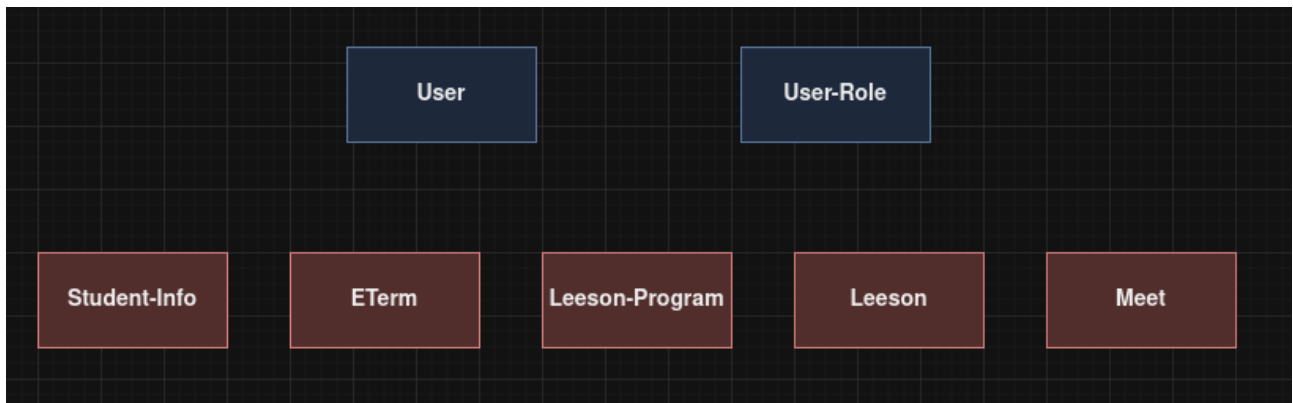 User
User-Role
Student-Info
ETerm
Leeson-Program
Leeson
Meet